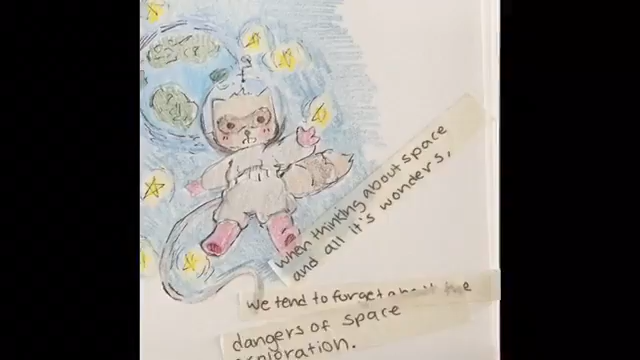 when thinking about space
and all it's wonders,
we tend to forget about the
dangers of space
exploration.